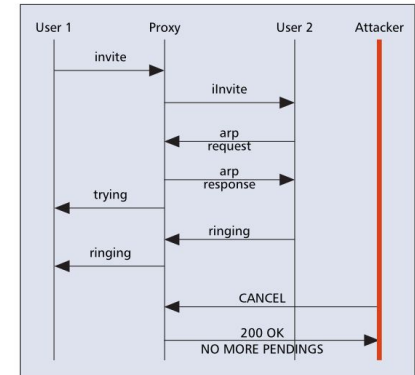 User 1 Proxy User 2 Attacker
invite
iInvite
arp
request
arp
response
trying
ringing
ringing
CANCEL
200 OK
NO MORE PENDINGS